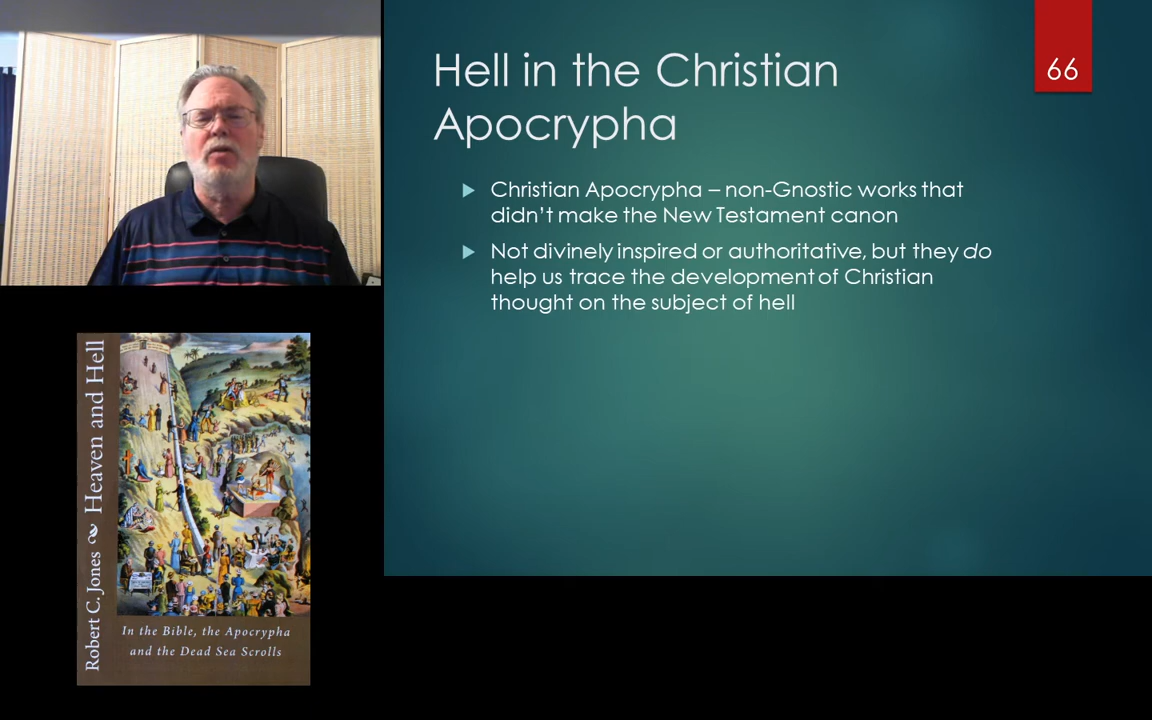 Hell in the Christian
Apocrypha
66
Christian Apocrypha – non-Gnostic works that
didn't make the New Testament canon
Not divinely inspired or authoritative, but they do
help us trace the development of Christian
thought on the subject of hell
Robert C. Jones Heaven and Hell
In the Bible, the Apocrypha
and the Dead Sea Scrolls